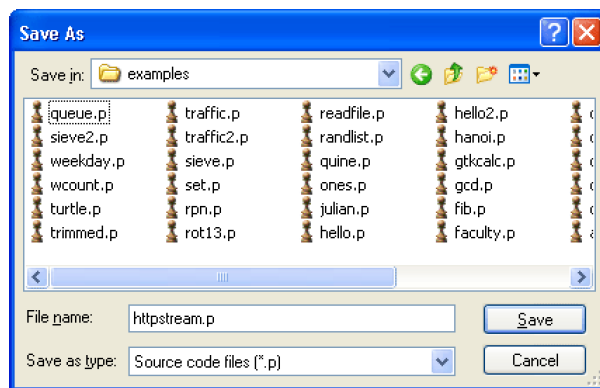 Save As
Save in: examples
queue.p traffic.p readfile.p hello2.p
sieve2.p traffic2.p randlist.p hanoi.p
weekday.p sieve.p quine.p gtkcalc.p
wcount.p set.p ones.p gcd.p
turtle.p rpn.p julian.p fib.p
trimmed.p rot13.p hello.p faculty.p
File name: httpstream.p Save
Save as type: Source code files (*.p) Cancel